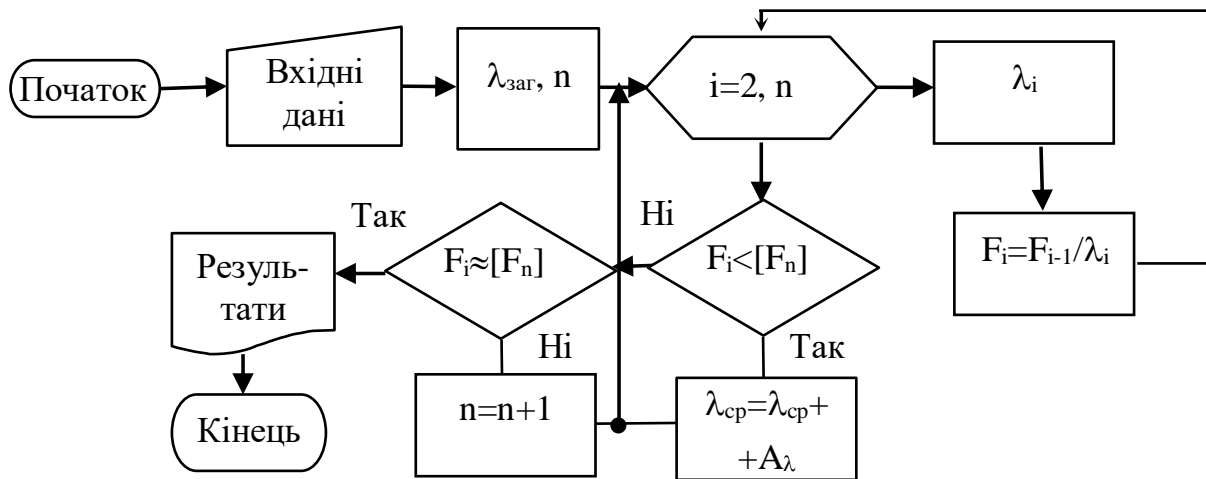 Початок
Вхідні
дані
λзаг, n
i=2, n
λi
Fi=Fi-1/λi
Fi<[Fn]
Ні
Так
Fi≈[Fn]
Так
Ні
Резуль-
тати
n=n+1
λср=λср+
+Aλ
Кінець